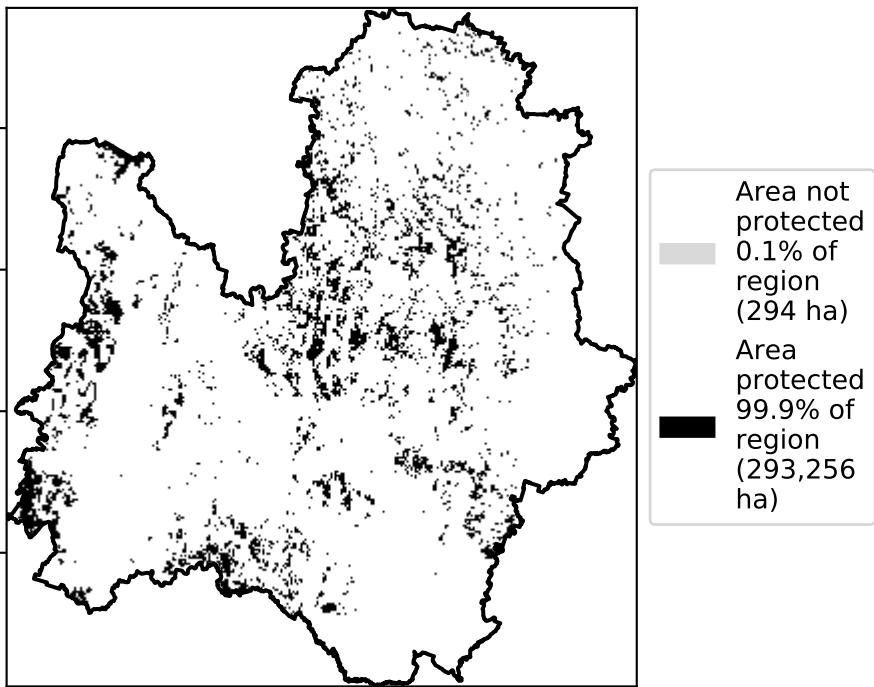 Area not
protected
0.1% of
region
(294 ha)
Area
protected
99.9% of
region
(293,256
ha)